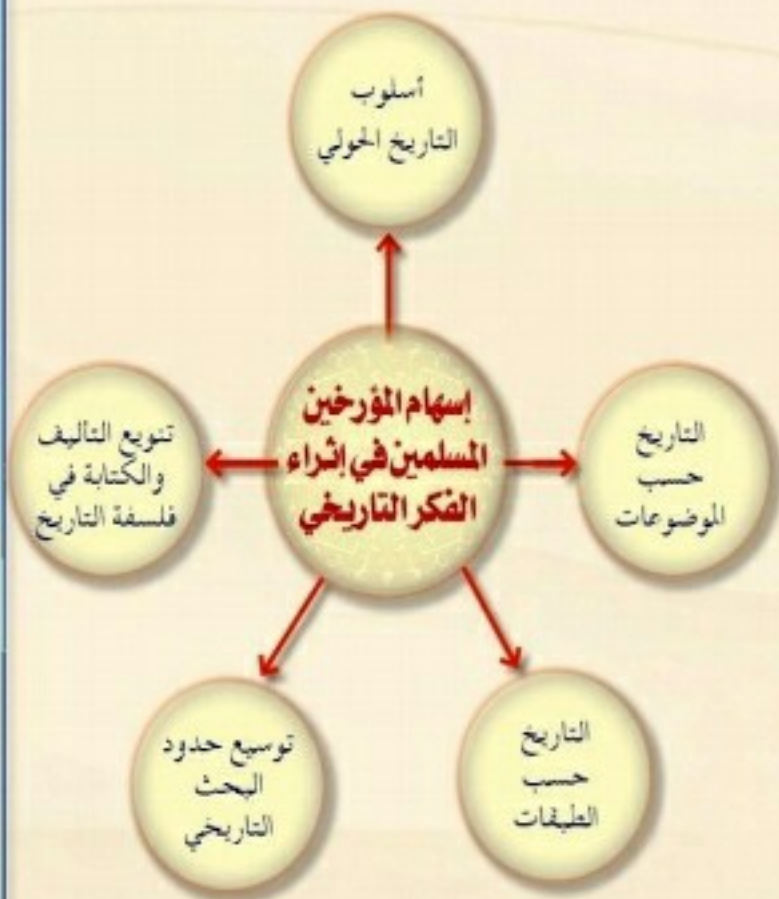 أسلوب
التاريخ الحولي
إسهام المؤرخين
المسلمين في إثراء
الفكر التاريخي
التاريخ
حسب
الموضوعات
التاريخ
حسب
الطبقات
توسيع حدود
البحث
التاريخي
تنويع التأليف
والكتابة في
فلسفة التاريخ